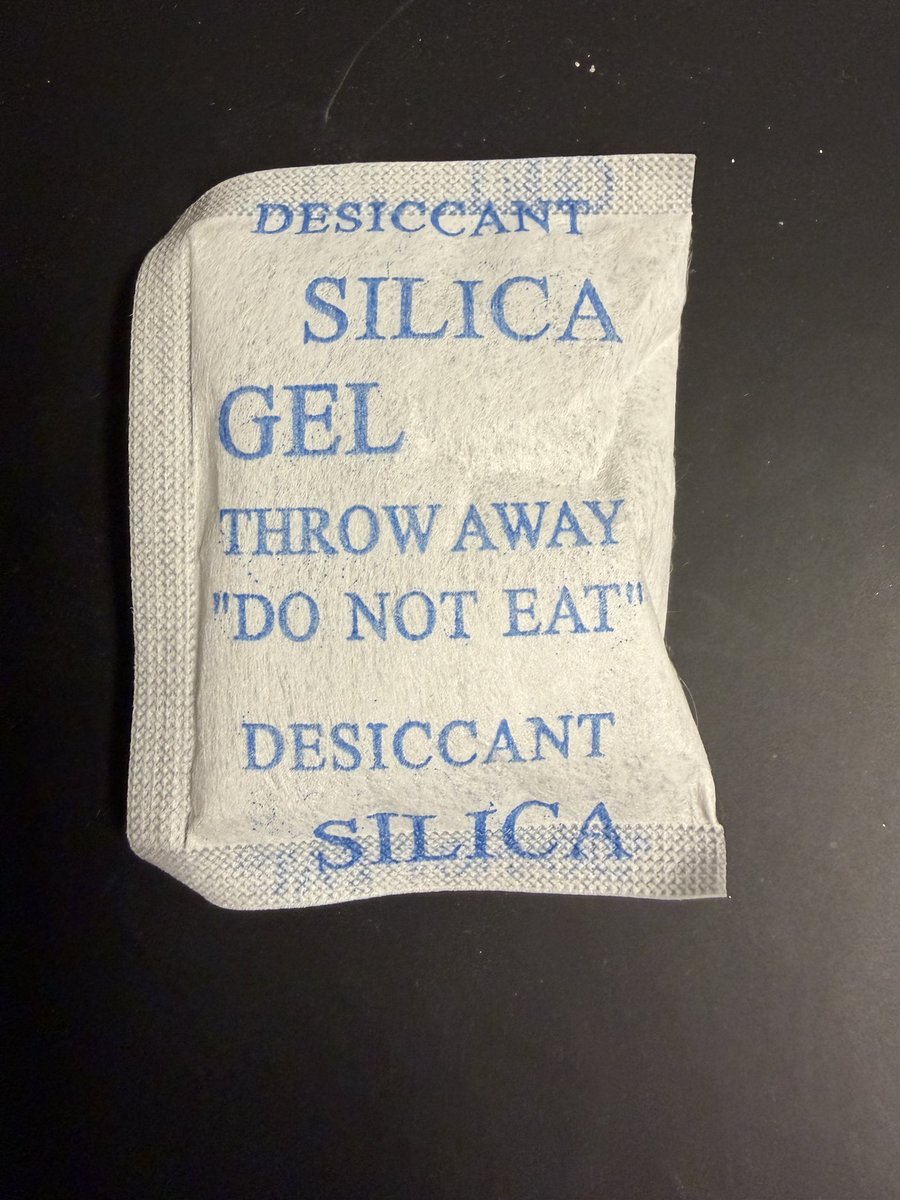 DESICCANT
SILICA
GEL
THROW AWAY
"DO NOT EAT"
DESICCANT
SILICA